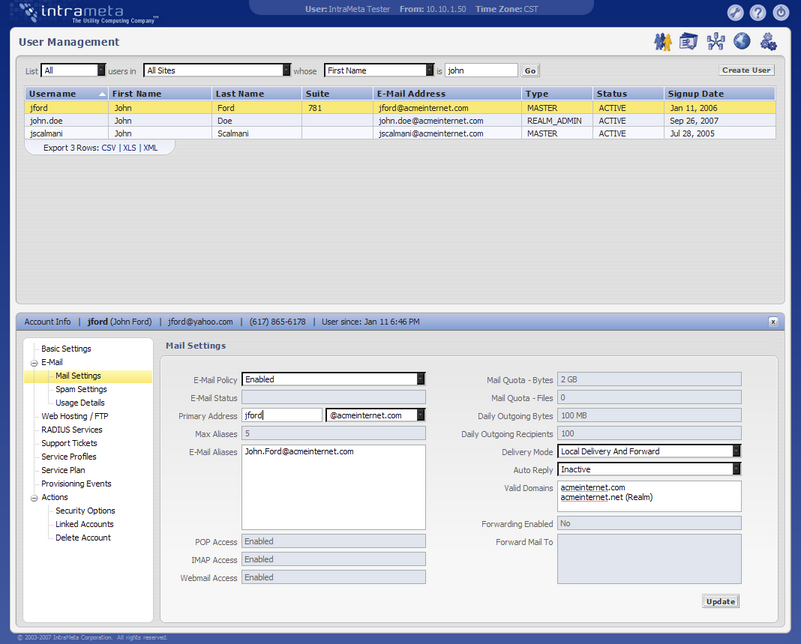 intrameta
The Utility Computing Company
User: IntraMeta Tester From: 10.10.1.50 Time Zone: CST
User Management
List All users in All Sites whose First Name is john Go Create User
Username First Name Last Name Suite E-Mail Address Type Status Signup Date
jford John Ford 781 jford@acmeinternet.com MASTER ACTIVE Jan 11, 2006
john.doe John Doe john.doe@acmeinternet.com REALM_ADMIN ACTIVE Sep 26, 2007
jscalmani John Scalmani jscalmani@acmeinternet.com MASTER ACTIVE Jul 28, 2005
Export 3 Rows: CSV | XLS | XML
Account Info | jford (John Ford) | jford@yahoo.com | (617) 865-6178 | User since: Jan 11 6:46 PM x
Basic Settings
E-Mail
Mail Settings
Spam Settings
Usage Details
Web Hosting / FTP
RADIUS Services
Support Tickets
Service Profiles
Service Plan
Provisioning Events
Actions
Security Options
Linked Accounts
Delete Account
Mail Settings
E-Mail Policy Enabled
E-Mail Status
Primary Address jford @acmeinternet.com
Max Aliases 5
E-Mail Aliases John.Ford@acmeinternet.com
POP Access Enabled
IMAP Access Enabled
Webmail Access Enabled
Mail Quota - Bytes 2 GB
Mail Quota - Files 0
Daily Outgoing Bytes 100 MB
Daily Outgoing Recipients 100
Delivery Mode Local Delivery And Forward
Auto Reply Inactive
Valid Domains acmeinternet.com
acmeinternet.net (Realm)
Forwarding Enabled No
Forward Mail To
Update
© 2003-2007 IntraMeta Corporation. All rights reserved.